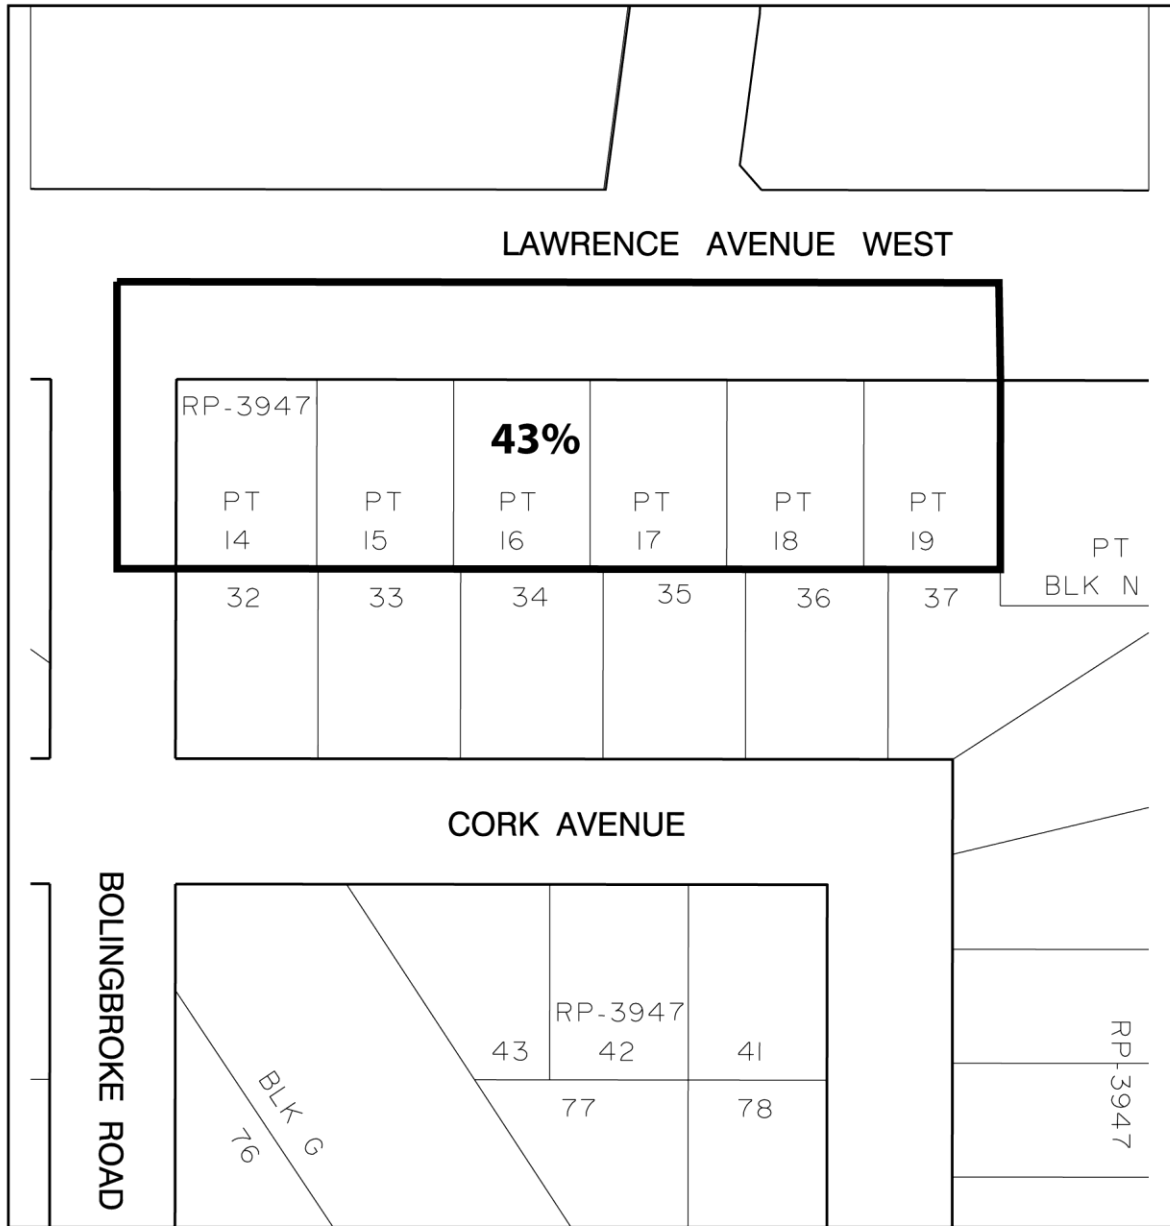 LAWRENCE AVENUE WEST
RP-3947
43%
PT
14
PT
15
PT
16
PT
17
PT
18
PT
19
PT
BLK N
32
33
34
35
36
37
CORK AVENUE
BOLINGBROKE ROAD
RP-3947
43
42
41
77
78
BLK G
76
RP-3947